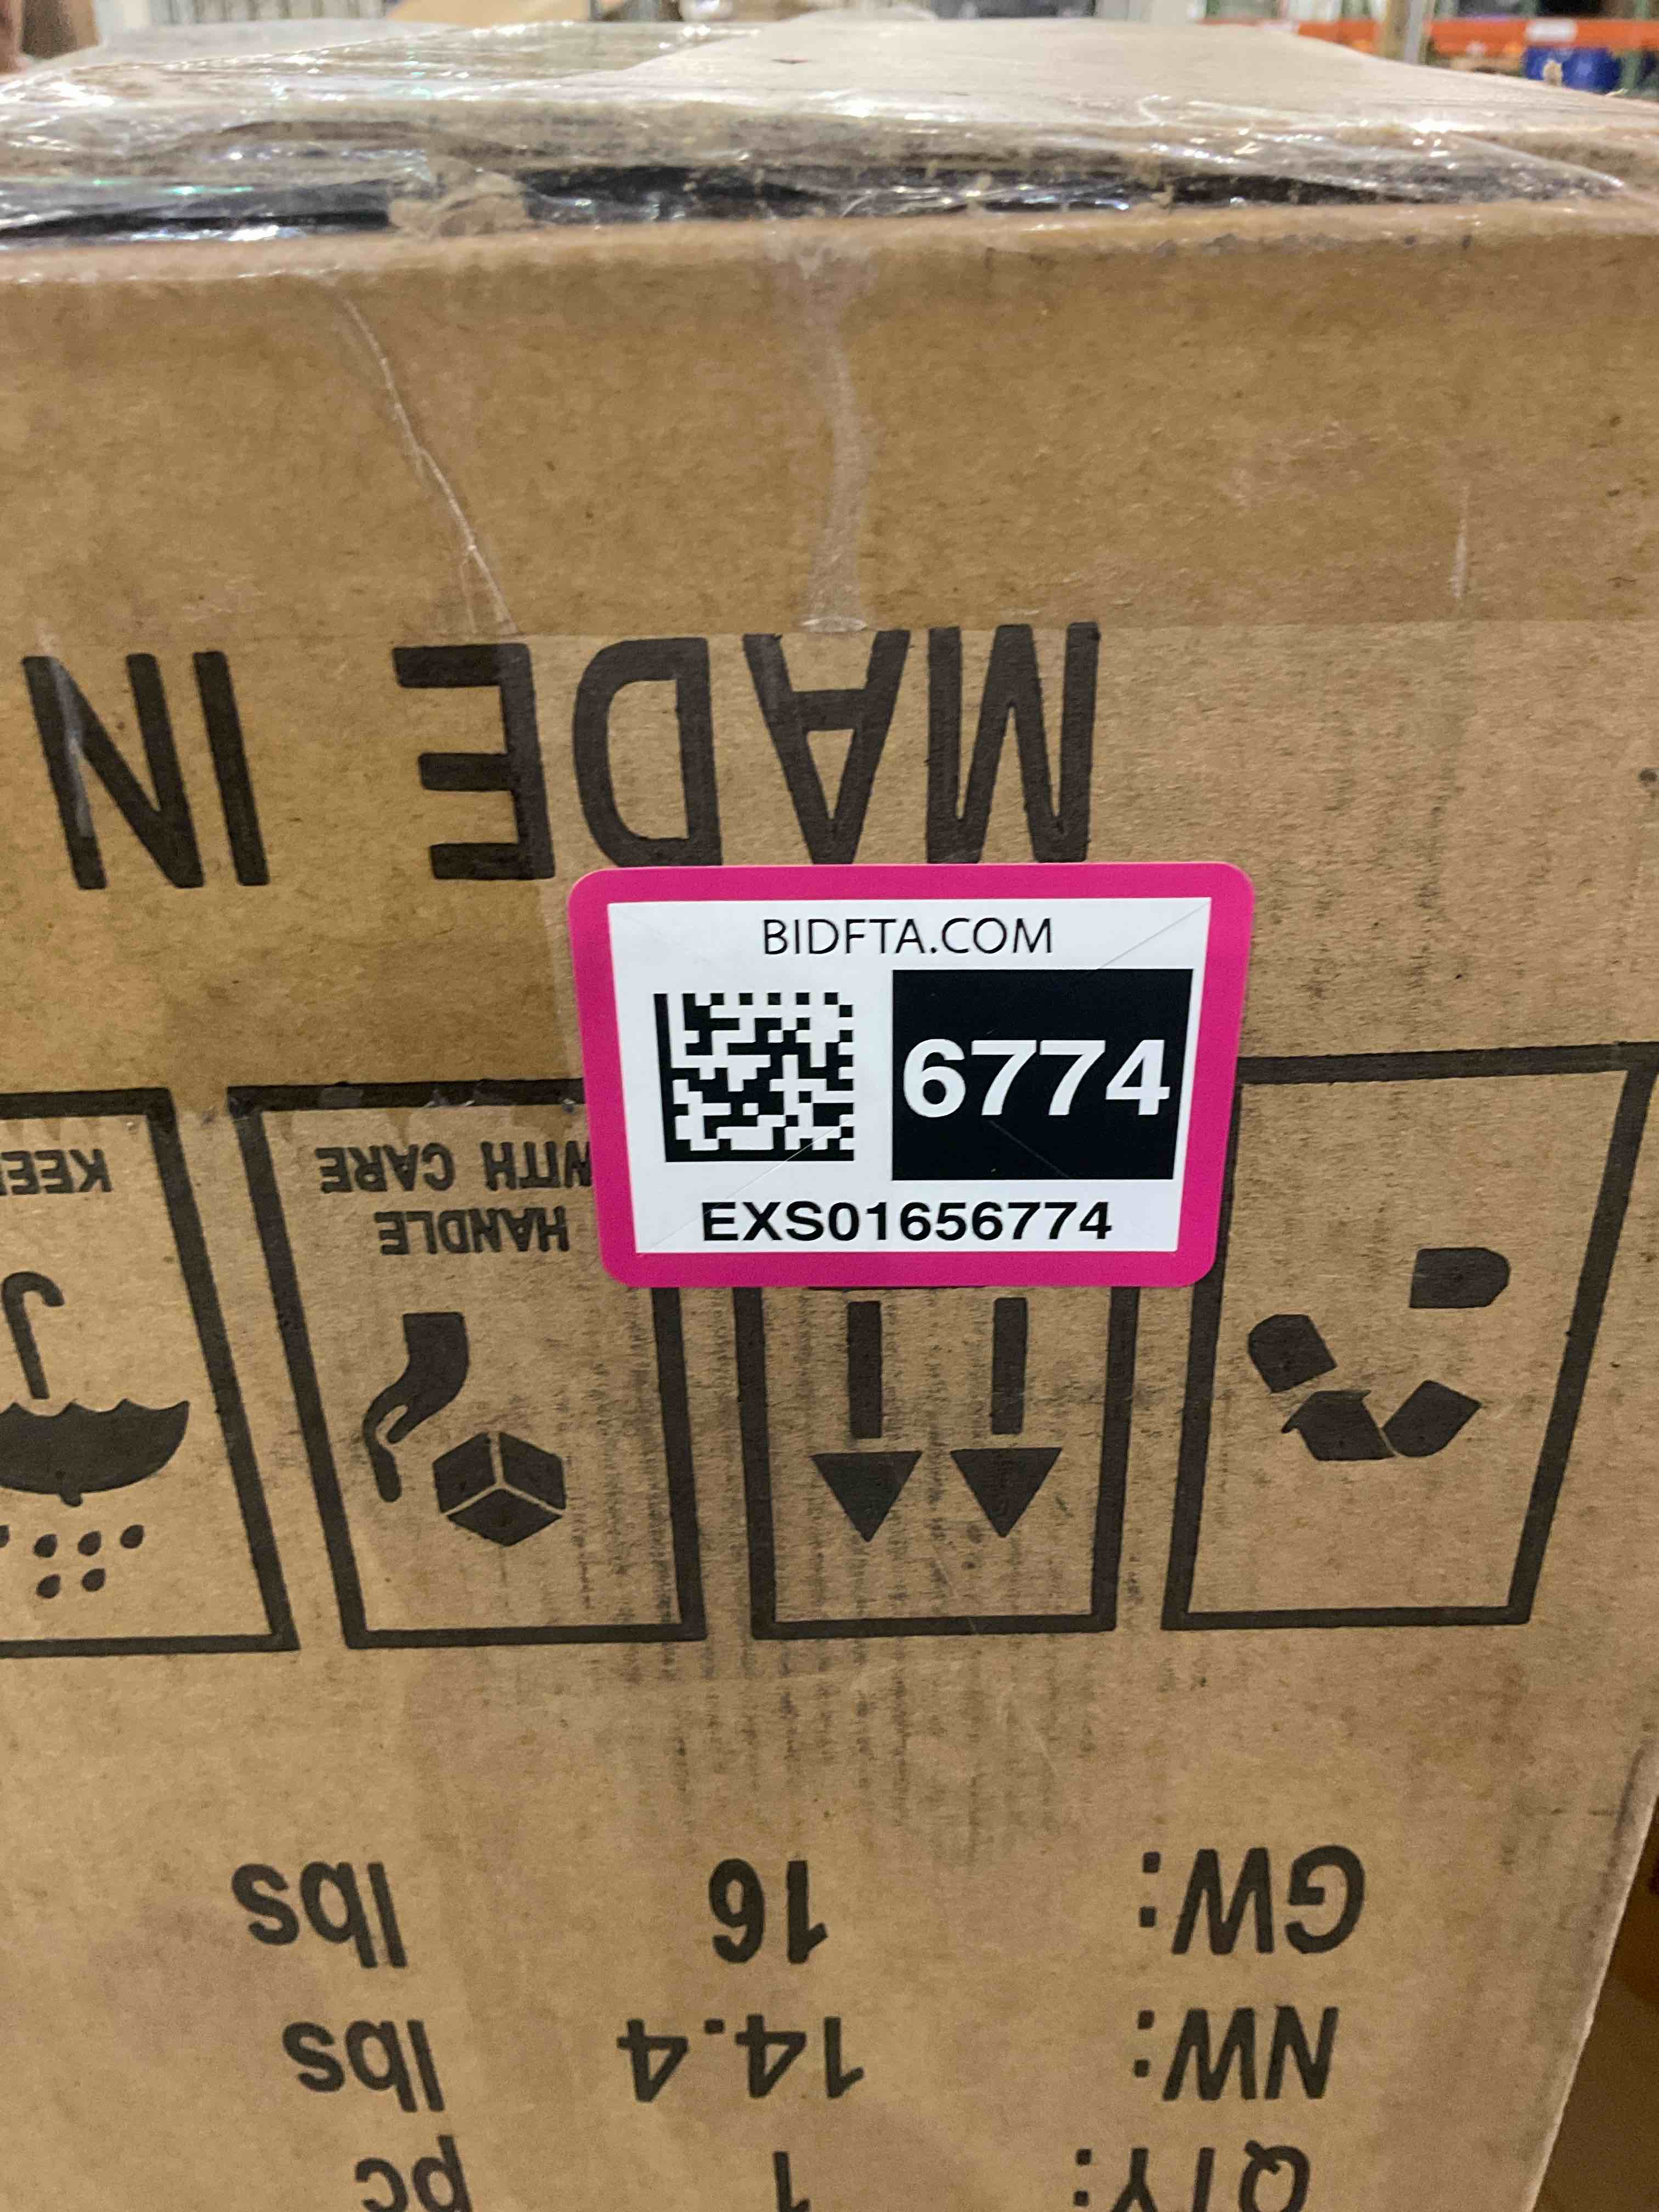 MADE IN
BIDFTA.COM
6774
EXS01656774
HANDLE
WITH CARE
QTY: 1 pc
NW: 14.4 lbs
GW: 16 lbs